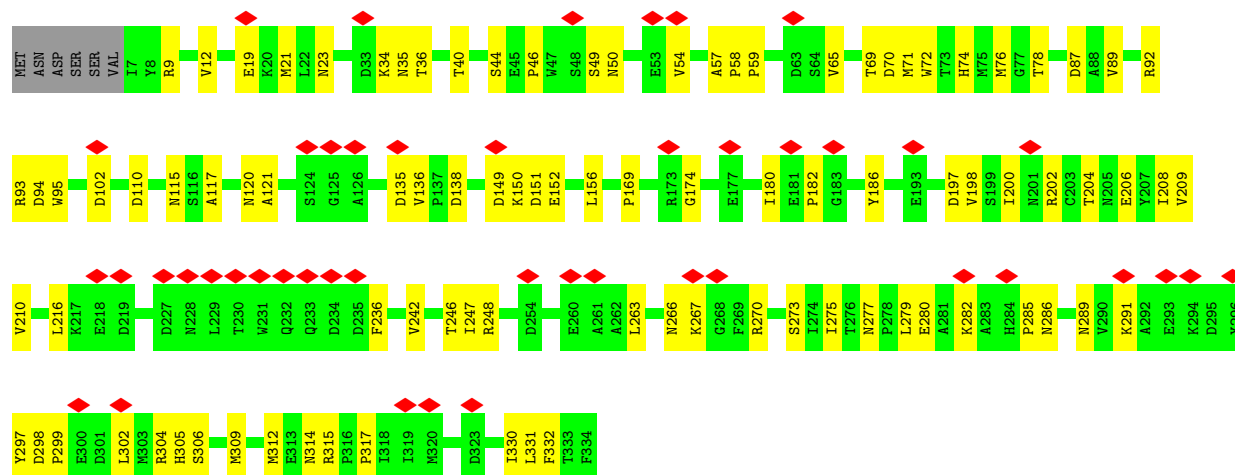 MET ASN ASP SER SER VAL I7 Y8 R9 V12 E19 K20 M21 L22 N23 D33 K34 N35 T36 T40 S44 E45 P46 W47 S48 S49 N50 E53 V54 A57 P58 P59 D63 S64 V65 T69 D70 M71 W72 T73 H74 M75 M76 G77 T78 D87 A88 V89 R92
R93 D94 W95 D102 D110 N115 S116 A117 N120 A121 S124 G125 A126 D135 V136 P137 D138 D149 K150 D151 E152 L156 P169 R173 G174 E177 I180 E181 P182 G183 Y186 E193 D197 V198 S199 I200 N201 R202 C203 T204 N205 E206 Y207 I208 V209
V210 L216 K217 E218 D219 D227 N228 L229 T230 W231 Q232 Q233 D234 D235 F236 V242 T246 I247 R248 D254 E260 A261 A262 L263 N266 K267 G268 F269 R270 S273 I274 I275 T276 N277 P278 L279 E280 A281 K282 A283 H284 P285 N286 N289 V290 K291 A292 E293 K294 D295
Y297 D298 P299 E300 D301 L302 M303 R304 H305 S306 M309 M312 E313 N314 R315 P316 P317 I318 I319 M320 D323 I330 L331 F332 T333 F334